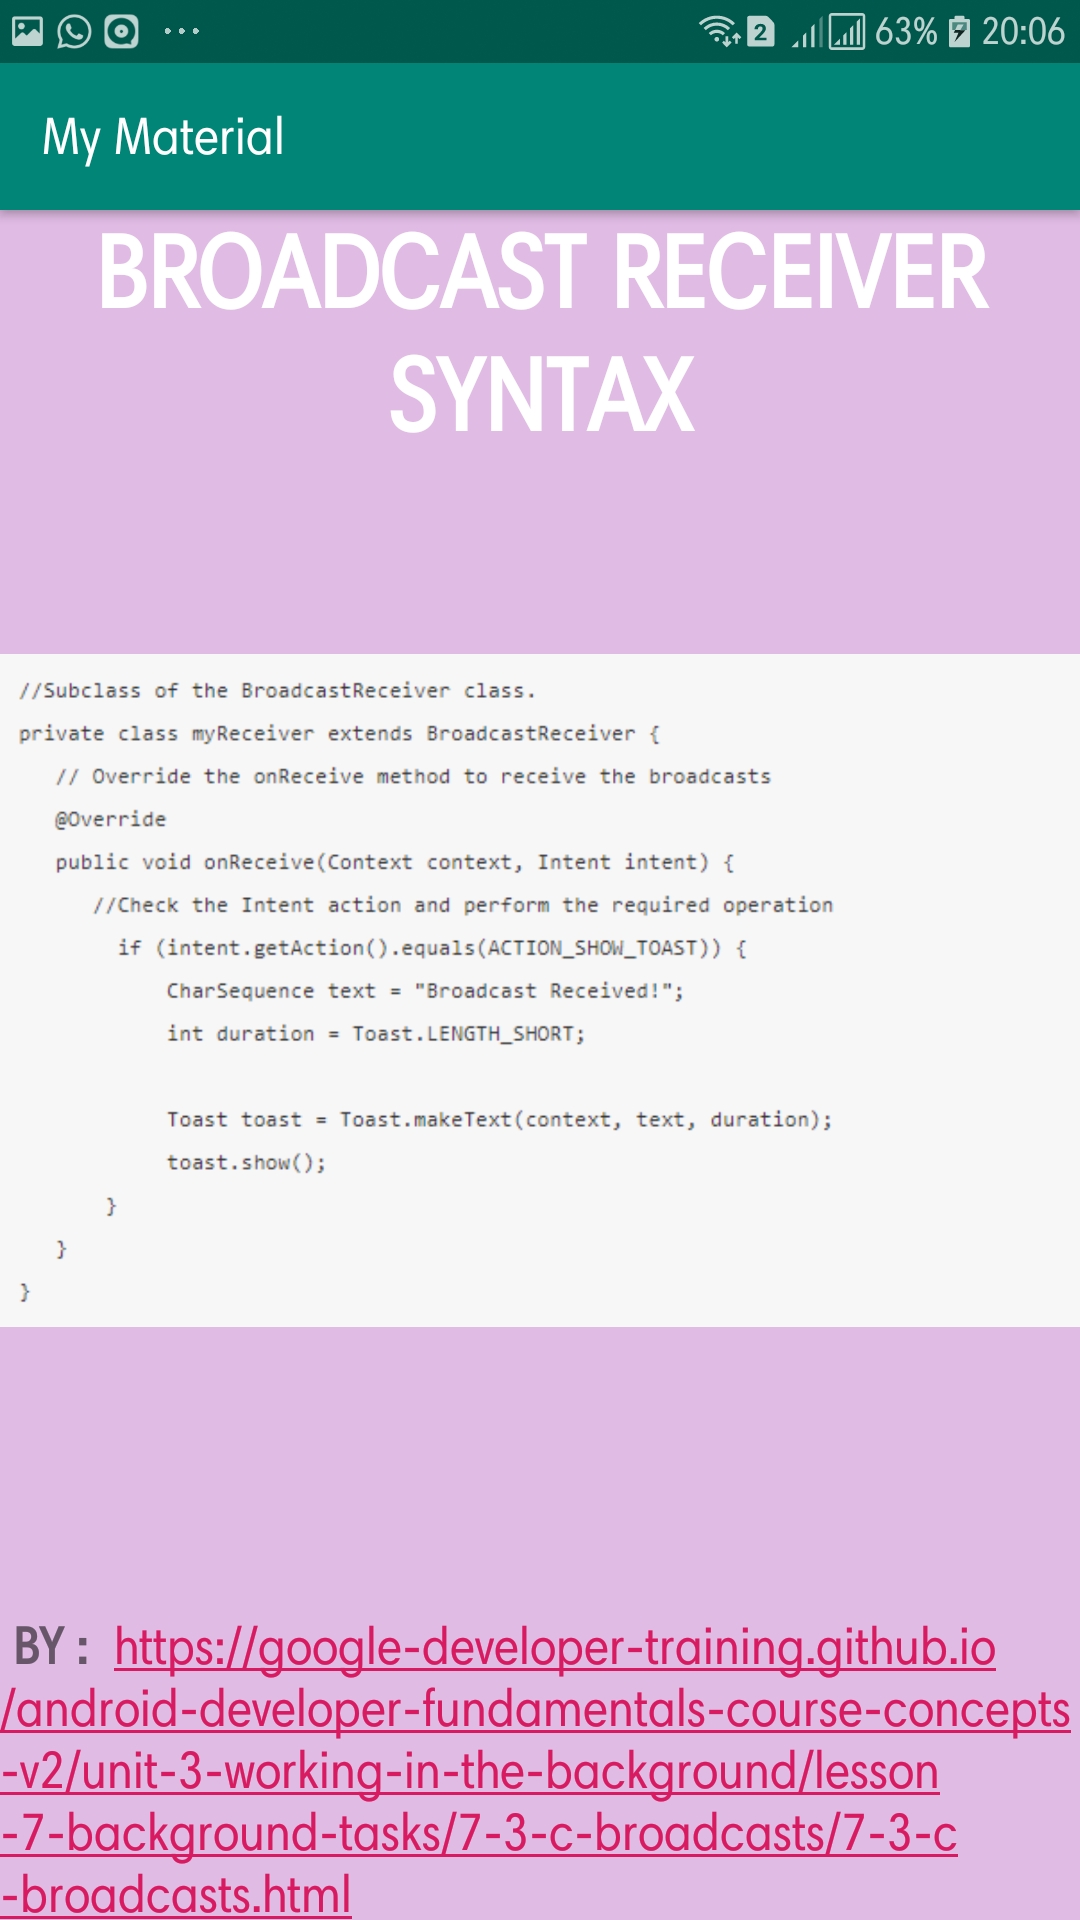 2 63% 20:06
My Material
BROADCAST RECEIVER
SYNTAX
//Subclass of the BroadcastReceiver class.
private class myReceiver extends BroadcastReceiver {
// Override the onReceive method to receive the broadcasts
@Override
public void onReceive(Context context, Intent intent) {
//Check the Intent action and perform the required operation
if (intent.getAction().equals(ACTION_SHOW_TOAST)) {
CharSequence text = "Broadcast Received!";
int duration = Toast.LENGTH_SHORT;
Toast toast = Toast.makeText(context, text, duration);
toast.show();
}
}
}
BY : https://google-developer-training.github.io
/android-developer-fundamentals-course-concepts
-v2/unit-3-working-in-the-background/lesson
-7-background-tasks/7-3-c-broadcasts/7-3-c
-broadcasts.html